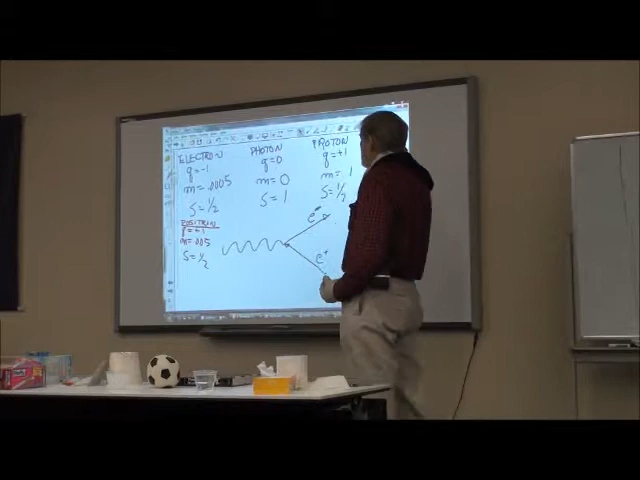 ELECTRON
q=-1
m=.0005
s=1/2
POSITRON
q=+1
m=.005
s=1/2
PHOTON
q=0
m=0
s=1
PROTON
q=+1
m=1
s=1/2
e-
e+